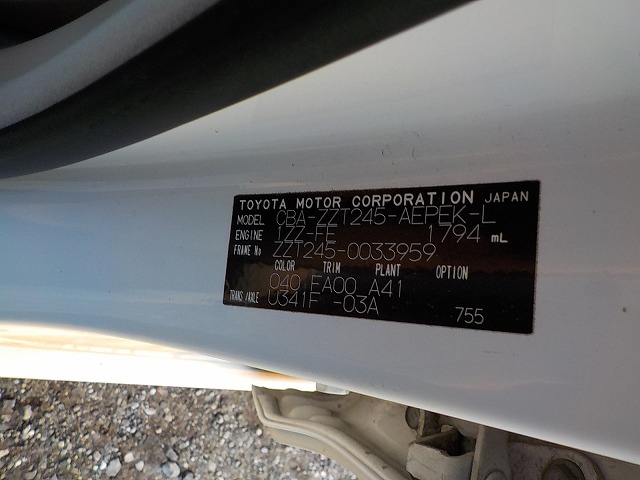 TOYOTA MOTOR CORPORATION JAPAN
MODEL CBA-ZZT245-AEPEK-L
ENGINE 1ZZ-FE 1794 mL
FRAME No ZZT245-0033959
COLOR TRIM PLANT OPTION
040 EA00 A41
TRANS/AXLE U341F -03A
755